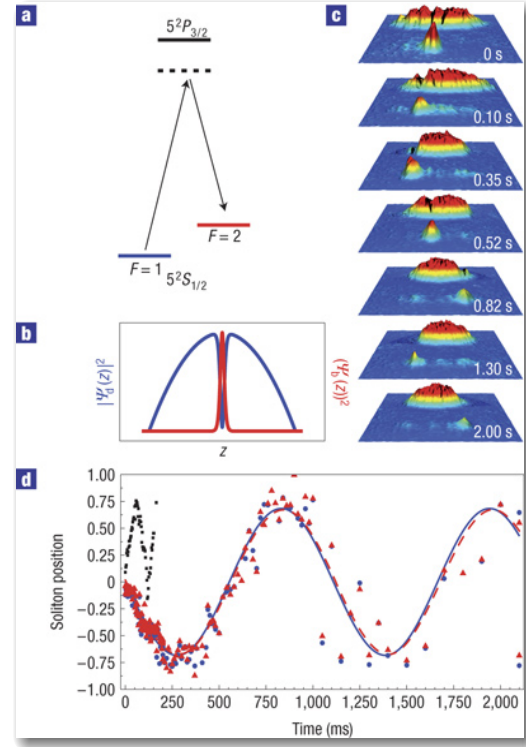 a
5²P3/2
F = 2
F = 1
5²S1/2
b
|Ψd(z)|²
(Ψb(z))²
z
c
0 s
0.10 s
0.35 s
0.52 s
0.82 s
1.30 s
2.00 s
d
Soliton position
1.00
0.75
0.50
0.25
0
−0.25
−0.50
−0.75
−1.00
0
250
500
750
1,000
1,250
1,500
1,750
2,000
Time (ms)